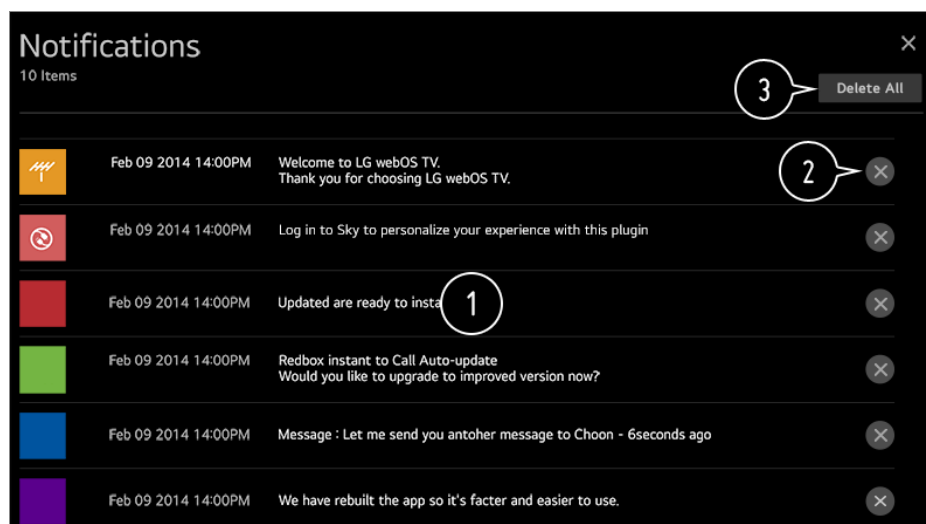 Notifications
10 Items
3
Delete All
Feb 09 2014 14:00PM
Welcome to LG webOS TV.
Thank you for choosing LG webOS TV.
2
Feb 09 2014 14:00PM
Log in to Sky to personalize your experience with this plugin
Feb 09 2014 14:00PM
Updated are ready to insta
1
Feb 09 2014 14:00PM
Redbox instant to Call Auto-update
Would you like to upgrade to improved version now?
Feb 09 2014 14:00PM
Message : Let me send you antoher message to Choon - 6seconds ago
Feb 09 2014 14:00PM
We have rebuilt the app so it's facter and easier to use.